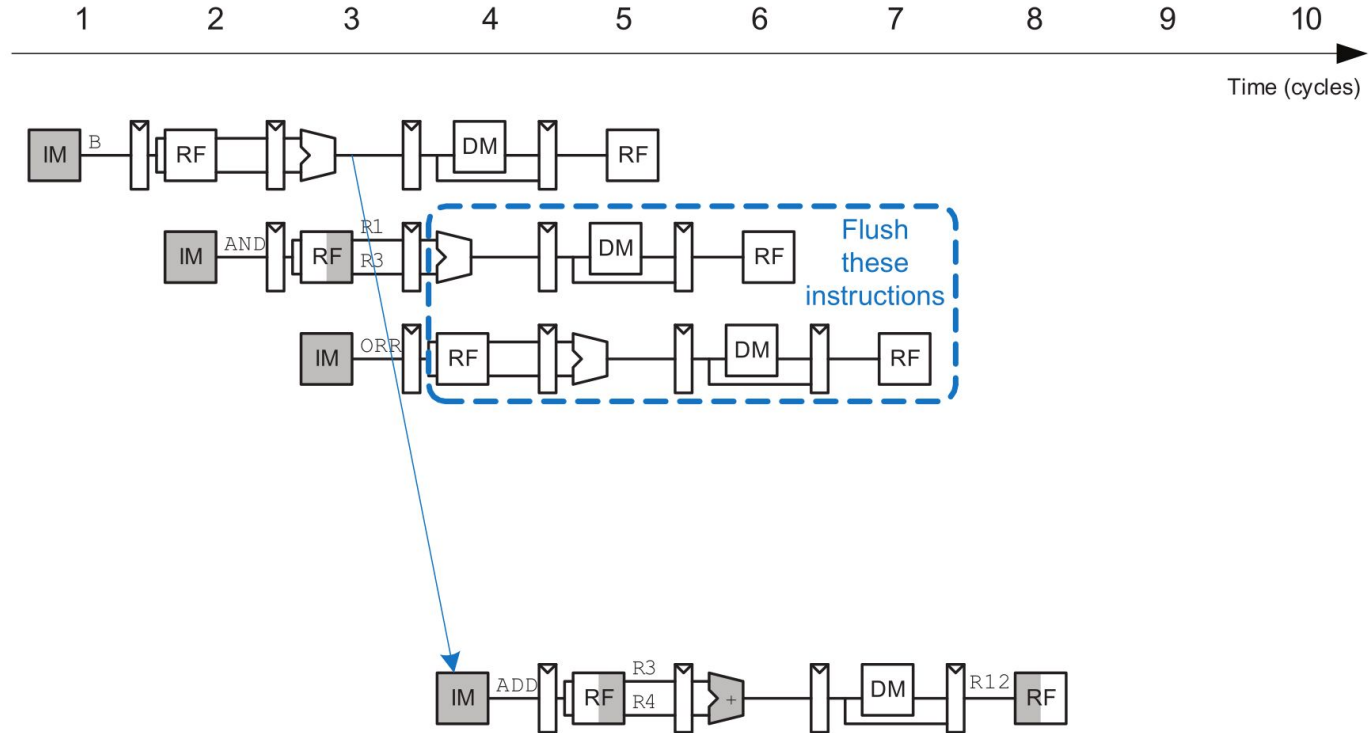 1 2 3 4 5 6 7 8 9 10
Time (cycles)
IM B RF DM RF
IM AND RF R1 R3 DM RF
Flush
these
instructions
IM ORR RF DM RF
IM ADD RF R3 R4 + DM R12 RF